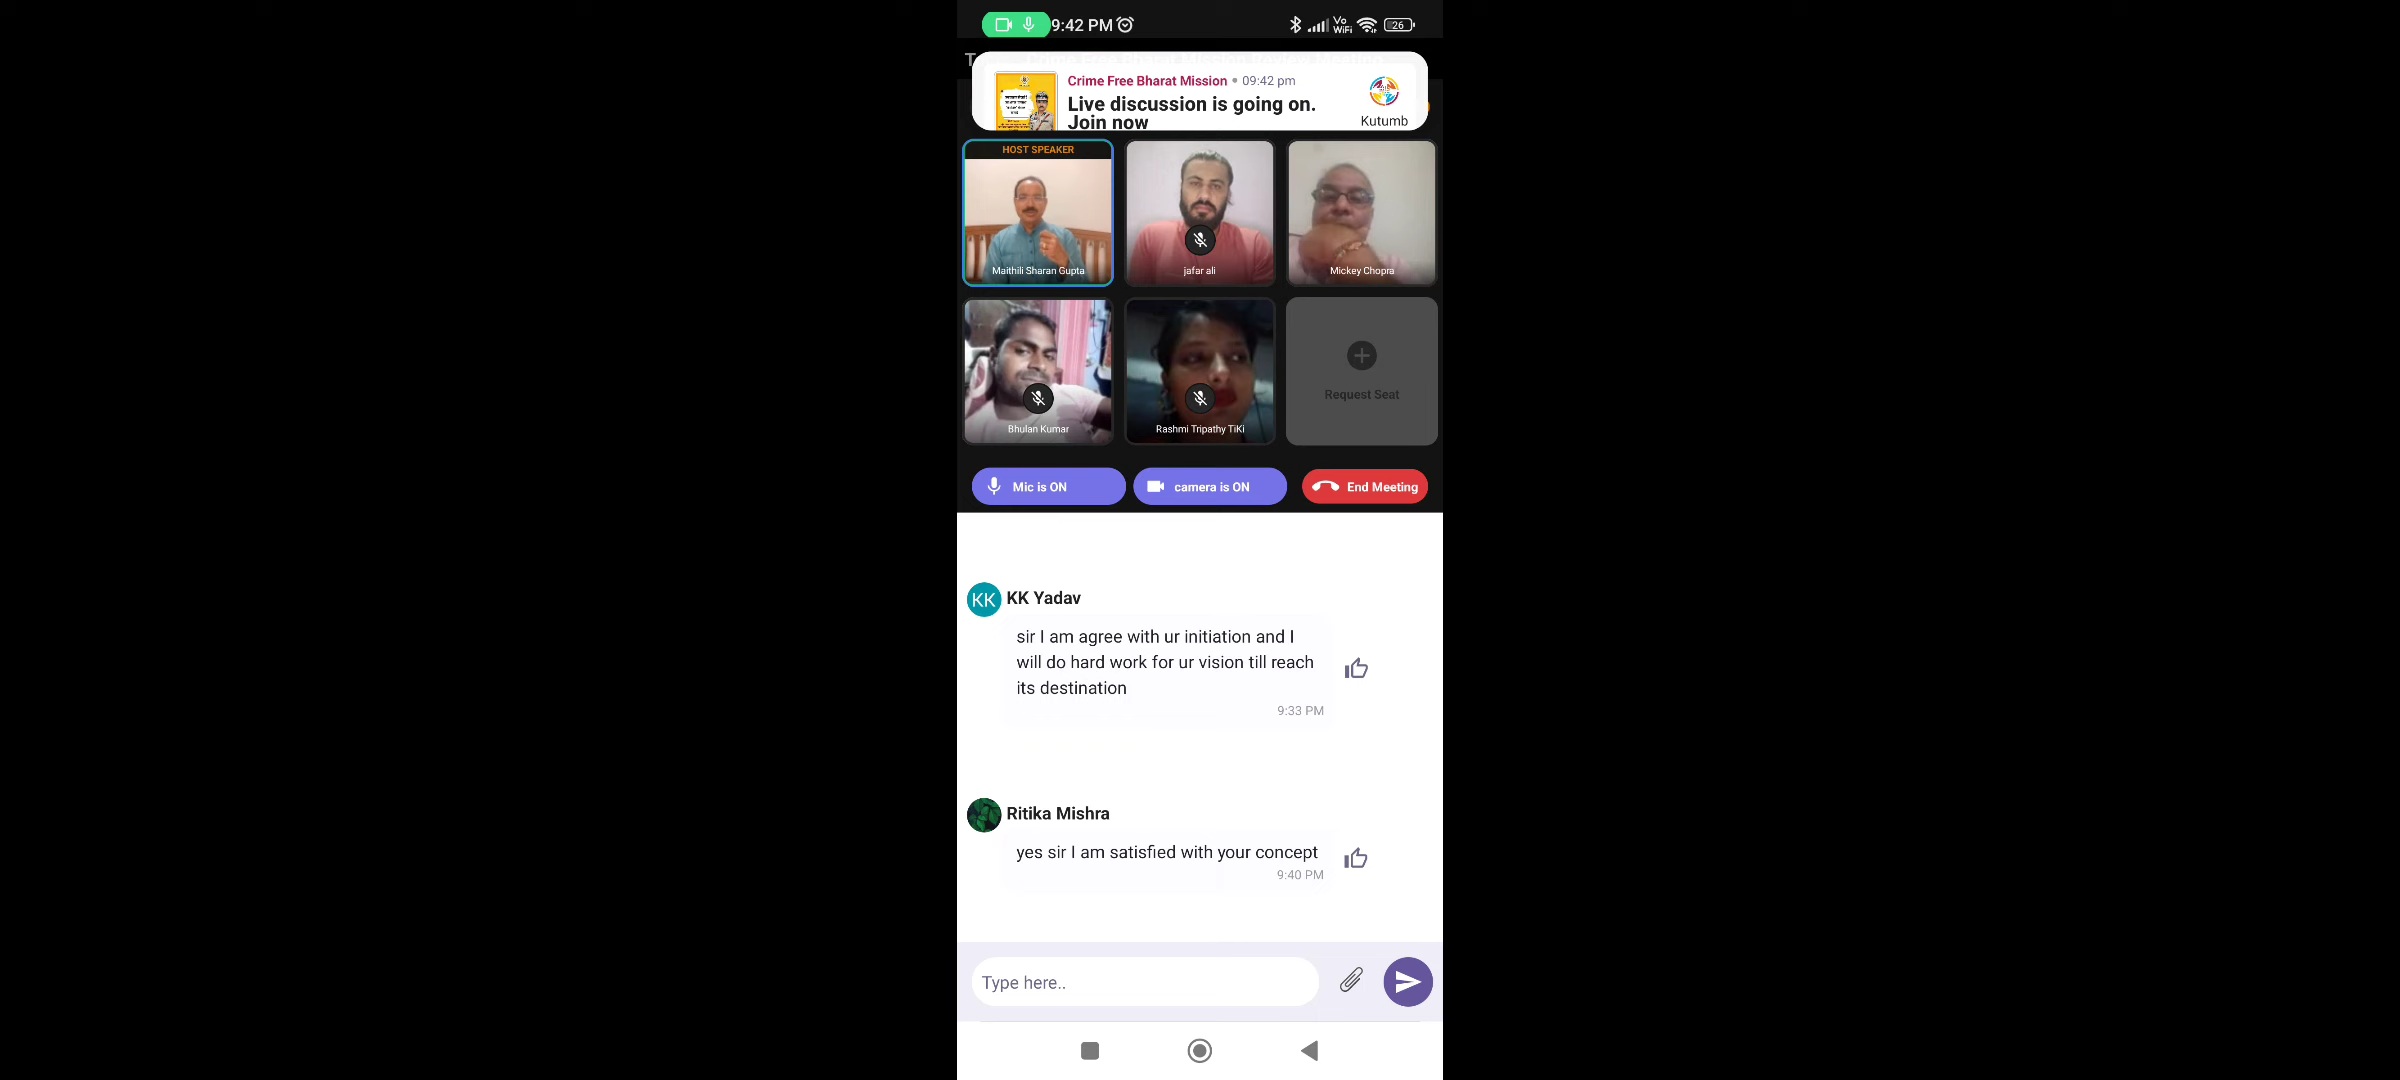 9:42 PM
Vo
WiFi
26
Crime Free Bharat Mission • 09:42 pm
Live discussion is going on.
Join now
Kutumb
HOST SPEAKER
Maithili Sharan Gupta
jafar ali
Mickey Chopra
Bhulan Kumar
Rashmi Tripathy TiKi
Request Seat
Mic is ON
camera is ON
End Meeting
KK
KK Yadav
sir I am agree with ur initiation and I
will do hard work for ur vision till reach
its destination
9:33 PM
Ritika Mishra
yes sir I am satisfied with your concept
9:40 PM
Type here..